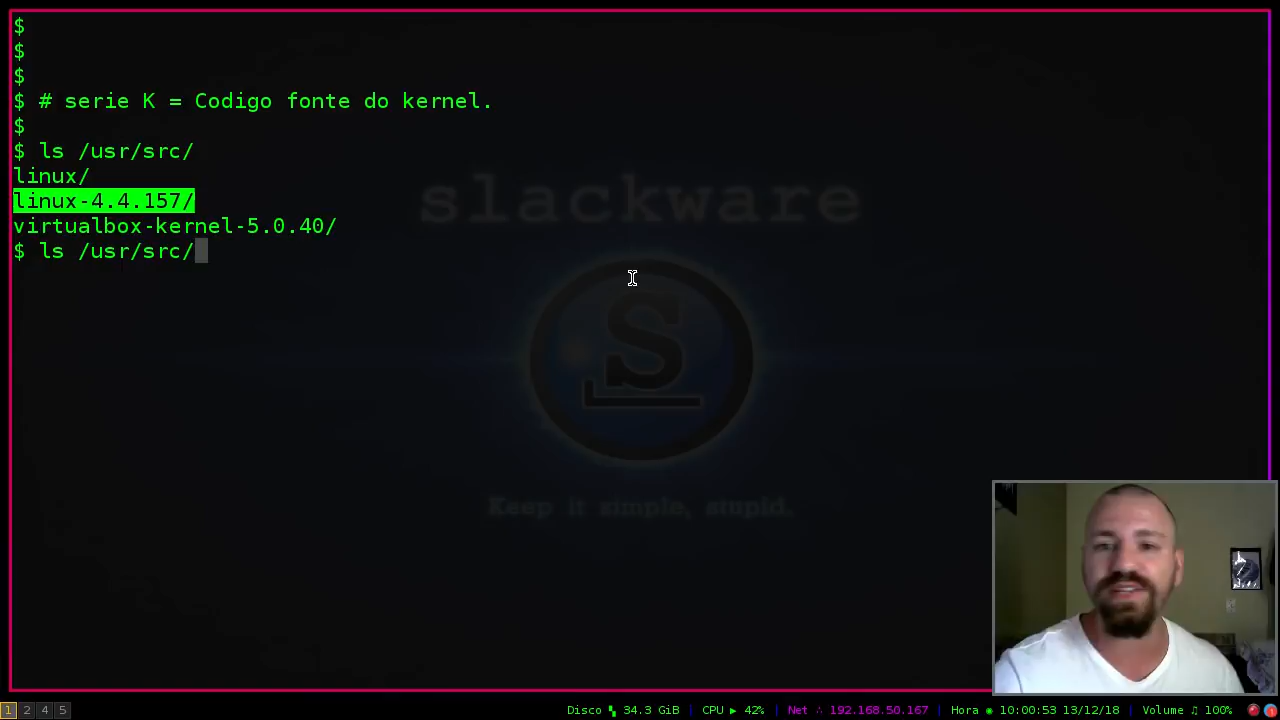 $
$
$
$ # serie K = Codigo fonte do kernel.
$
$ ls /usr/src/
linux/
linux-4.4.157/
virtualbox-kernel-5.0.40/
$ ls /usr/src/
slackware
S
Keep it simple, stupid.
1 2 4 5 Disco 34.3 GiB | CPU ▶ 42% | Net ∴ 192.168.50.167 | Hora ◉ 10:00:53 13/12/18 | Volume ♫ 100%